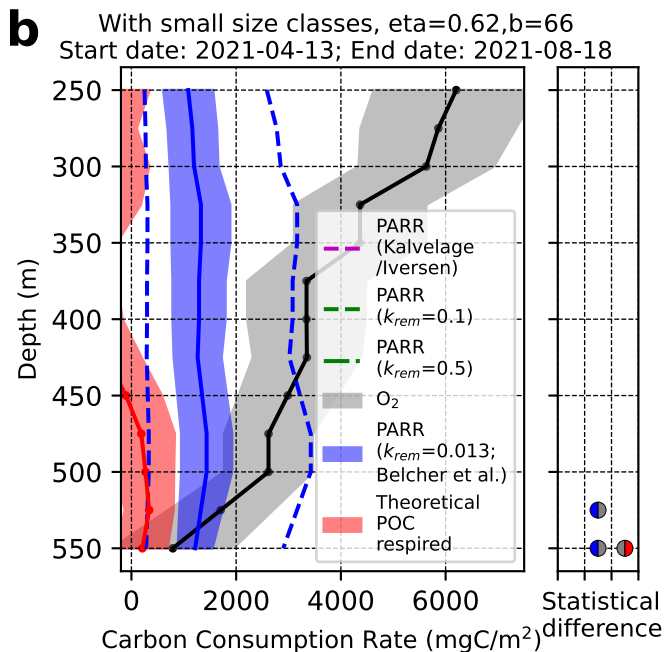 b
With small size classes, eta=0.62,b=66
Start date: 2021-04-13; End date: 2021-08-18
250
300
350
400
450
500
550
Depth (m)
0
2000
4000
6000
Carbon Consumption Rate (mgC/m²)
PARR
(Kalvelage
/Iversen)
PARR
(k_rem=0.1)
PARR
(k_rem=0.5)
O₂
PARR
(k_rem=0.013;
Belcher et al.)
Theoretical
POC
respired
Statistical
difference